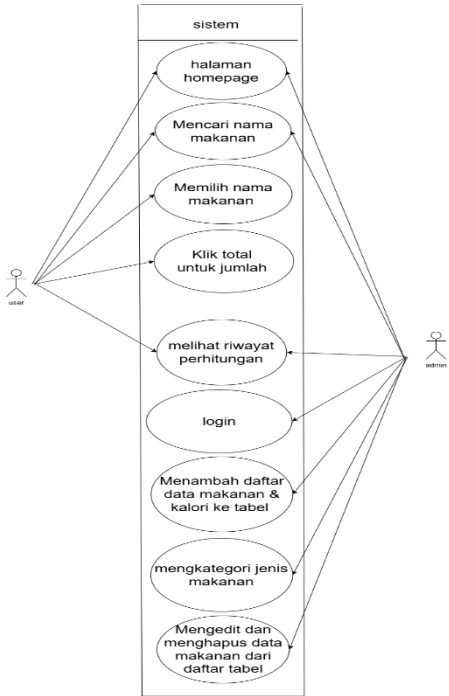 sistem
halaman
homepage
Mencari nama
makanan
Memilih nama
makanan
Klik total
untuk jumlah
user
melihat riwayat
perhitungan
admin
login
Menambah daftar
data makanan &
kalori ke tabel
mengkategori jenis
makanan
Mengedit dan
menghapus data
makanan dari
daftar tabel